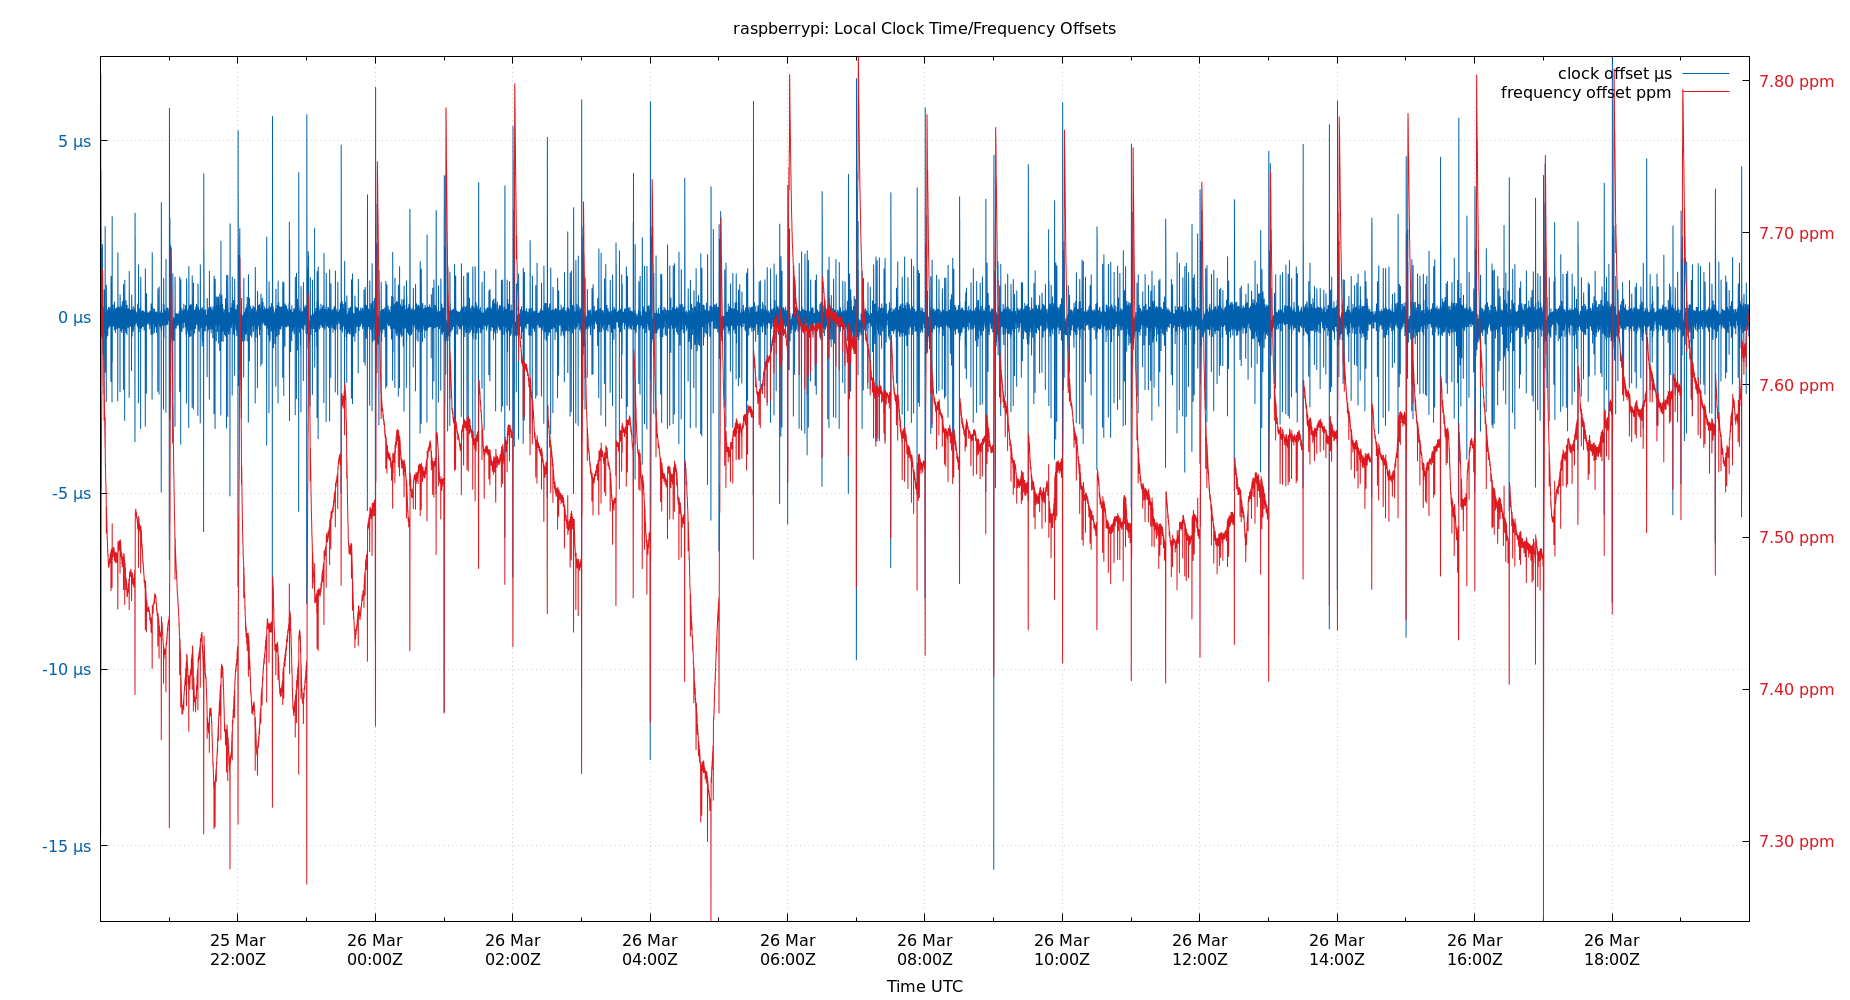 raspberrypi: Local Clock Time/Frequency Offsets
clock offset µs
frequency offset ppm
5 µs
0 µs
-5 µs
-10 µs
-15 µs
7.80 ppm
7.70 ppm
7.60 ppm
7.50 ppm
7.40 ppm
7.30 ppm
25 Mar
22:00Z
26 Mar
00:00Z
26 Mar
02:00Z
26 Mar
04:00Z
26 Mar
06:00Z
26 Mar
08:00Z
26 Mar
10:00Z
26 Mar
12:00Z
26 Mar
14:00Z
26 Mar
16:00Z
26 Mar
18:00Z
Time UTC